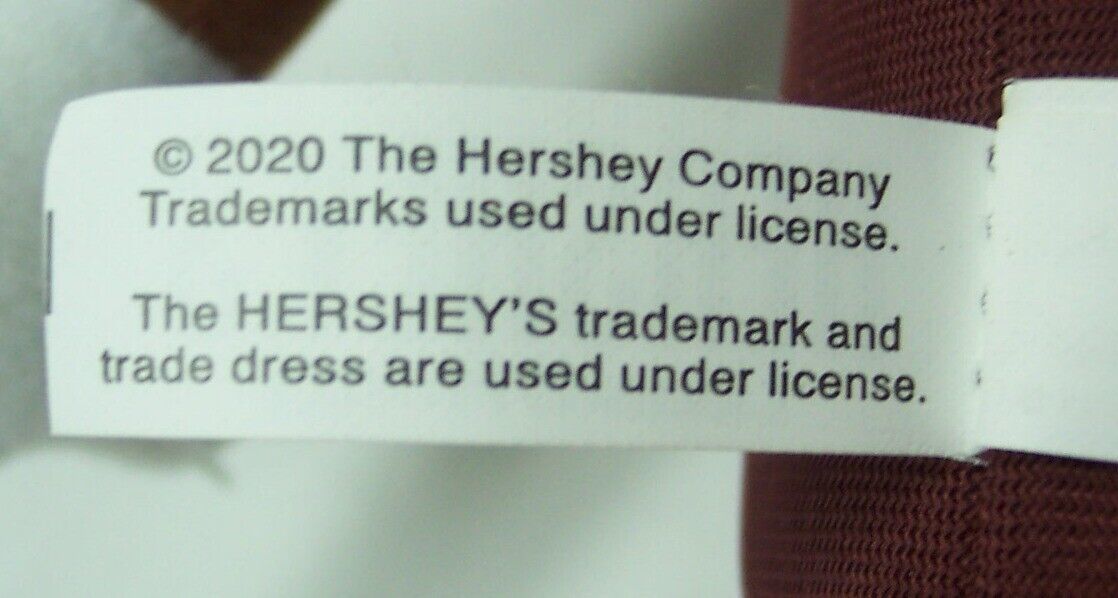 © 2020 The Hershey Company
Trademarks used under license.
The HERSHEY'S trademark and
trade dress are used under license.